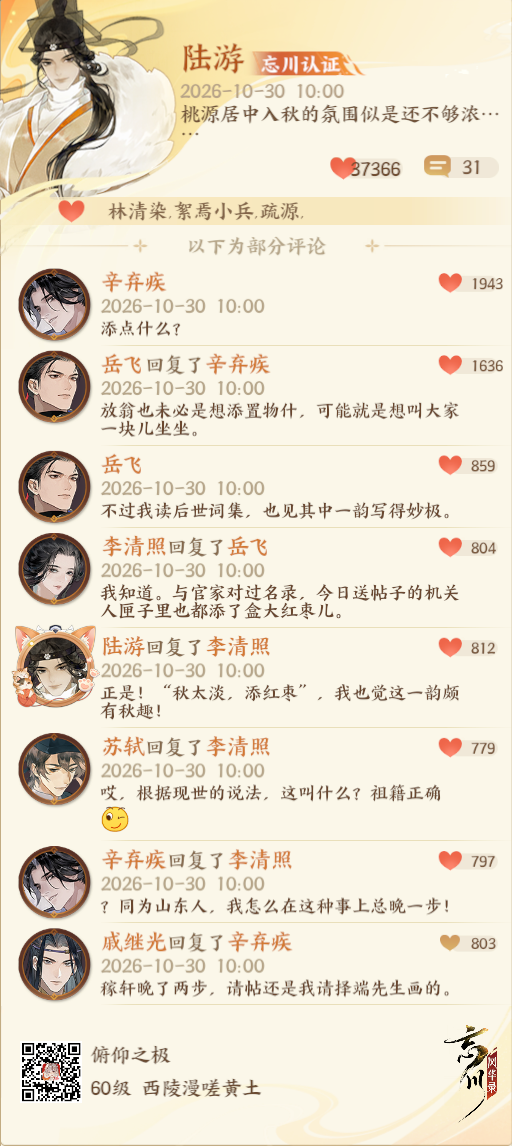 陆游 忘川认证
2026-10-30 10:00
桃源居中入秋的氛围似是还不够浓…
…
37366 31
林清染,絮焉小兵,疏源,
以下为部分评论
辛弃疾 1943
2026-10-30 10:00
添点什么？
岳飞回复了辛弃疾 1636
2026-10-30 10:00
放翁也未必是想添置物什，可能就是想叫大家
一块儿坐坐。
岳飞 859
2026-10-30 10:00
不过我读后世词集，也见其中一韵写得妙极。
李清照回复了岳飞 804
2026-10-30 10:00
我知道。与官家对过名录，今日送帖子的机关
人匣子里也都添了盒大红枣儿。
陆游回复了李清照 812
2026-10-30 10:00
正是！“秋太淡，添红枣”，我也觉这一韵颇
有秋趣！
苏轼回复了李清照 779
2026-10-30 10:00
哎，根据现世的说法，这叫什么？祖籍正确
辛弃疾回复了李清照 797
2026-10-30 10:00
？同为山东人，我怎么在这种事上总晚一步！
戚继光回复了辛弃疾 803
2026-10-30 10:00
稼轩晚了两步，请帖还是我请择端先生画的。
俯仰之极
60级 西陵漫嗟黄土
忘川
风华录